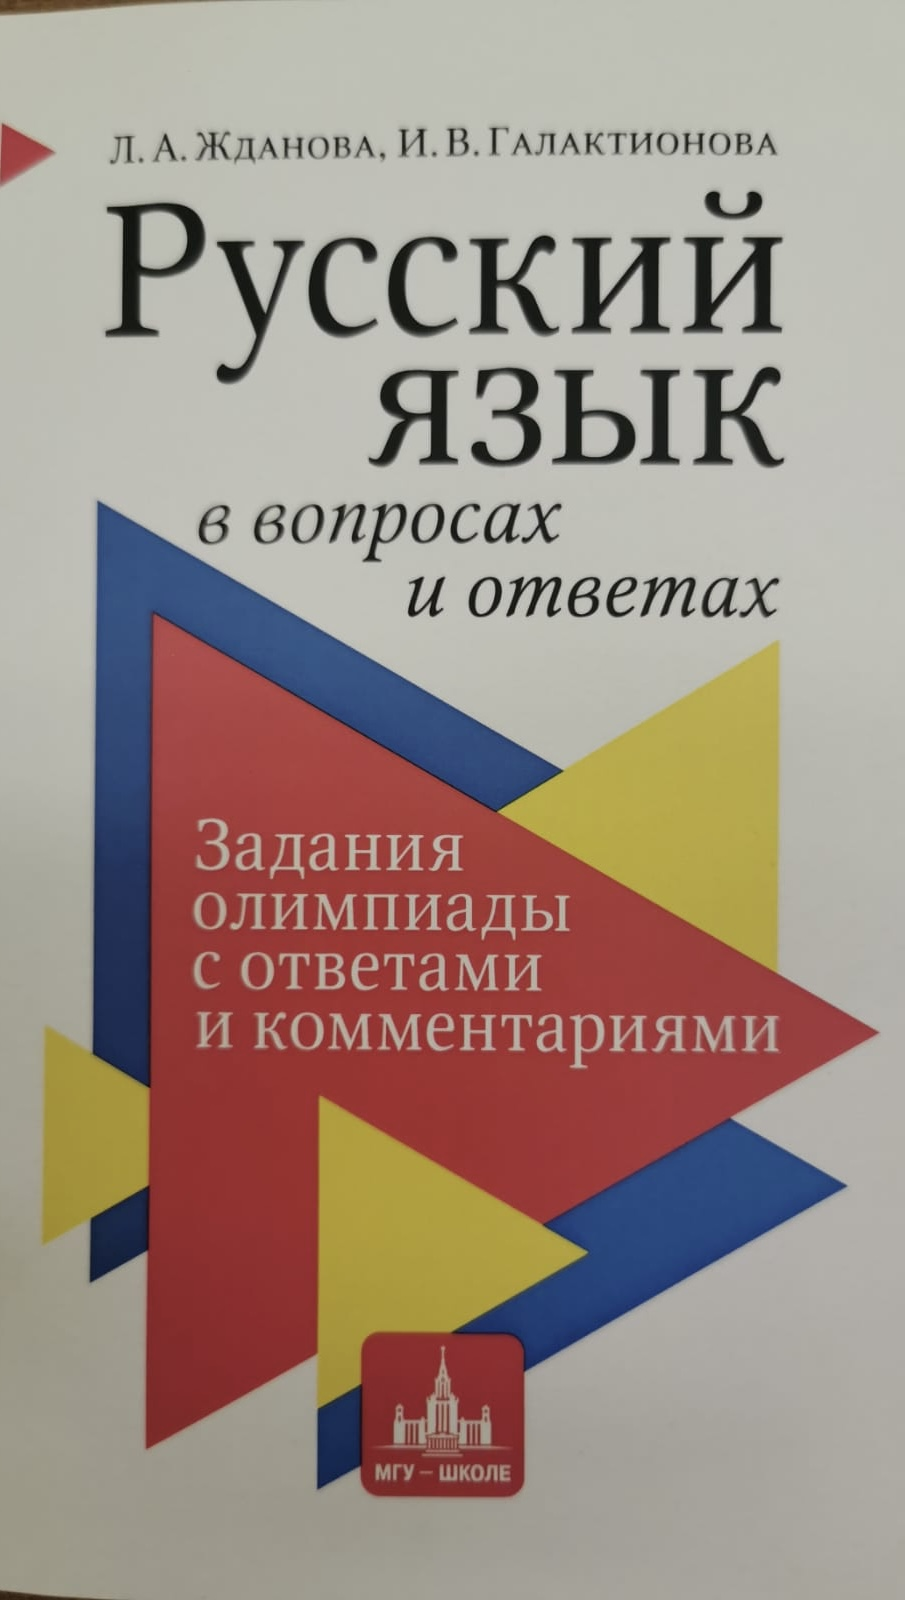 Л. А. Жданова, И. В. Галактионова
Русский
язык
в вопросах
и ответах
Задания
олимпиады
с ответами
и комментариями
МГУ – ШКОЛЕ